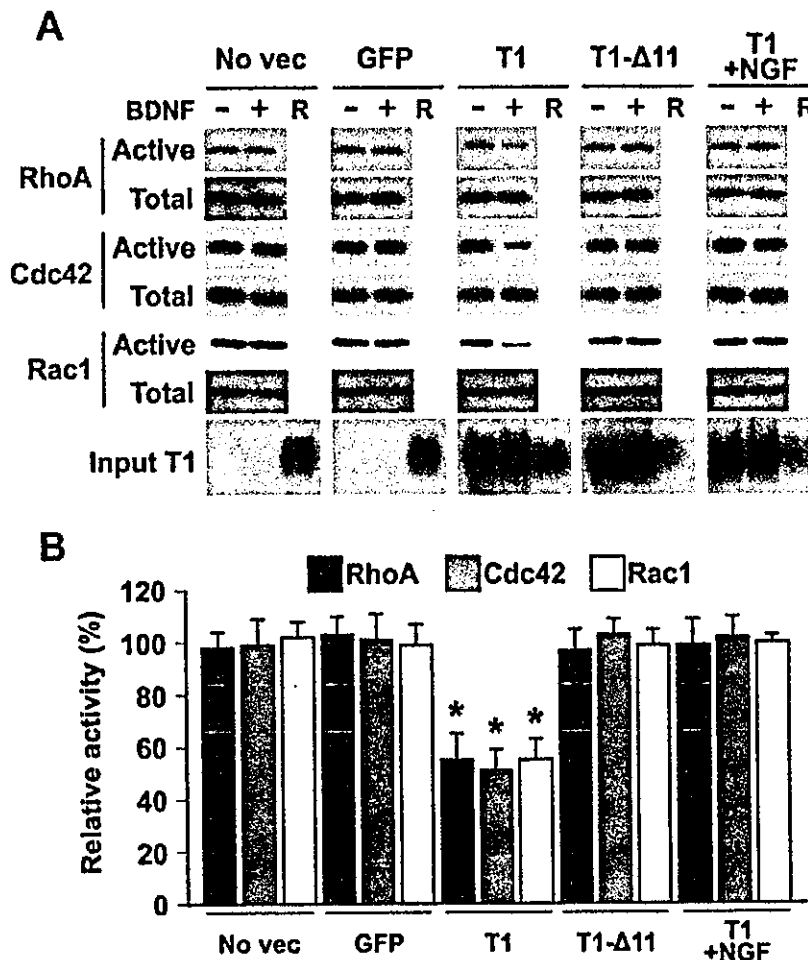 A
No vec GFP T1 T1-Δ11 T1 +NGF
BDNF - + R - + R - + R - + R - + R
RhoA
Active
Total
Cdc42
Active
Total
Rac1
Active
Total
Input T1
B
RhoA Cdc42 Rac1
Relative activity (%)
120
100
80
60
40
20
0
* * *
No vec GFP T1 T1-Δ11 T1 +NGF